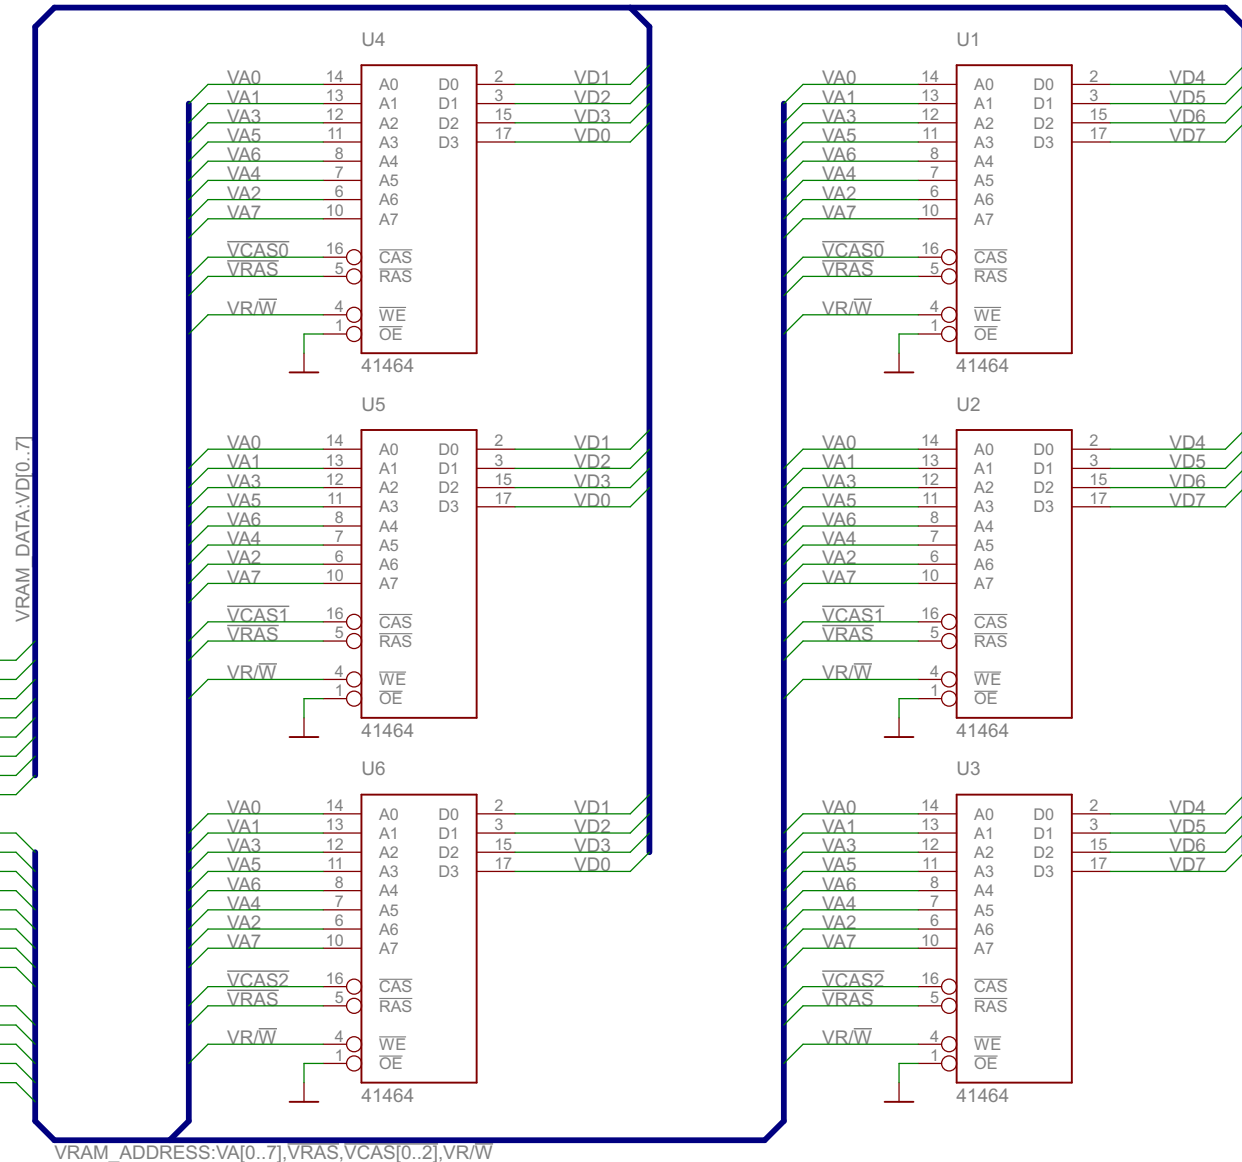 U4
VA0 14 A0 D0 2 VD1
VA1 13 A1 D1 3 VD2
VA3 12 A2 D2 15 VD3
VA5 11 A3 D3 17 VD0
VA6 8 A4
VA4 7 A5
VA2 6 A6
VA7 10 A7
VCAS0 16 CAS
VRAS 5 RAS
VR/W 4 WE
1 OE
41464
U5
VA0 14 A0 D0 2 VD1
VA1 13 A1 D1 3 VD2
VA3 12 A2 D2 15 VD3
VA5 11 A3 D3 17 VD0
VA6 8 A4
VA4 7 A5
VA2 6 A6
VA7 10 A7
VCAS1 16 CAS
VRAS 5 RAS
VR/W 4 WE
1 OE
41464
U6
VA0 14 A0 D0 2 VD1
VA1 13 A1 D1 3 VD2
VA3 12 A2 D2 15 VD3
VA5 11 A3 D3 17 VD0
VA6 8 A4
VA4 7 A5
VA2 6 A6
VA7 10 A7
VCAS2 16 CAS
VRAS 5 RAS
VR/W 4 WE
1 OE
41464
U1
VA0 14 A0 D0 2 VD4
VA1 13 A1 D1 3 VD5
VA3 12 A2 D2 15 VD6
VA5 11 A3 D3 17 VD7
VA6 8 A4
VA4 7 A5
VA2 6 A6
VA7 10 A7
VCAS0 16 CAS
VRAS 5 RAS
VR/W 4 WE
1 OE
41464
U2
VA0 14 A0 D0 2 VD4
VA1 13 A1 D1 3 VD5
VA3 12 A2 D2 15 VD6
VA5 11 A3 D3 17 VD7
VA6 8 A4
VA4 7 A5
VA2 6 A6
VA7 10 A7
VCAS1 16 CAS
VRAS 5 RAS
VR/W 4 WE
1 OE
41464
U3
VA0 14 A0 D0 2 VD4
VA1 13 A1 D1 3 VD5
VA3 12 A2 D2 15 VD6
VA5 11 A3 D3 17 VD7
VA6 8 A4
VA4 7 A5
VA2 6 A6
VA7 10 A7
VCAS2 16 CAS
VRAS 5 RAS
VR/W 4 WE
1 OE
41464
VRAM_DATA:VD[0..7]
VRAM_ADDRESS:VA[0..7],VRAS,VCAS[0..2],VR/W